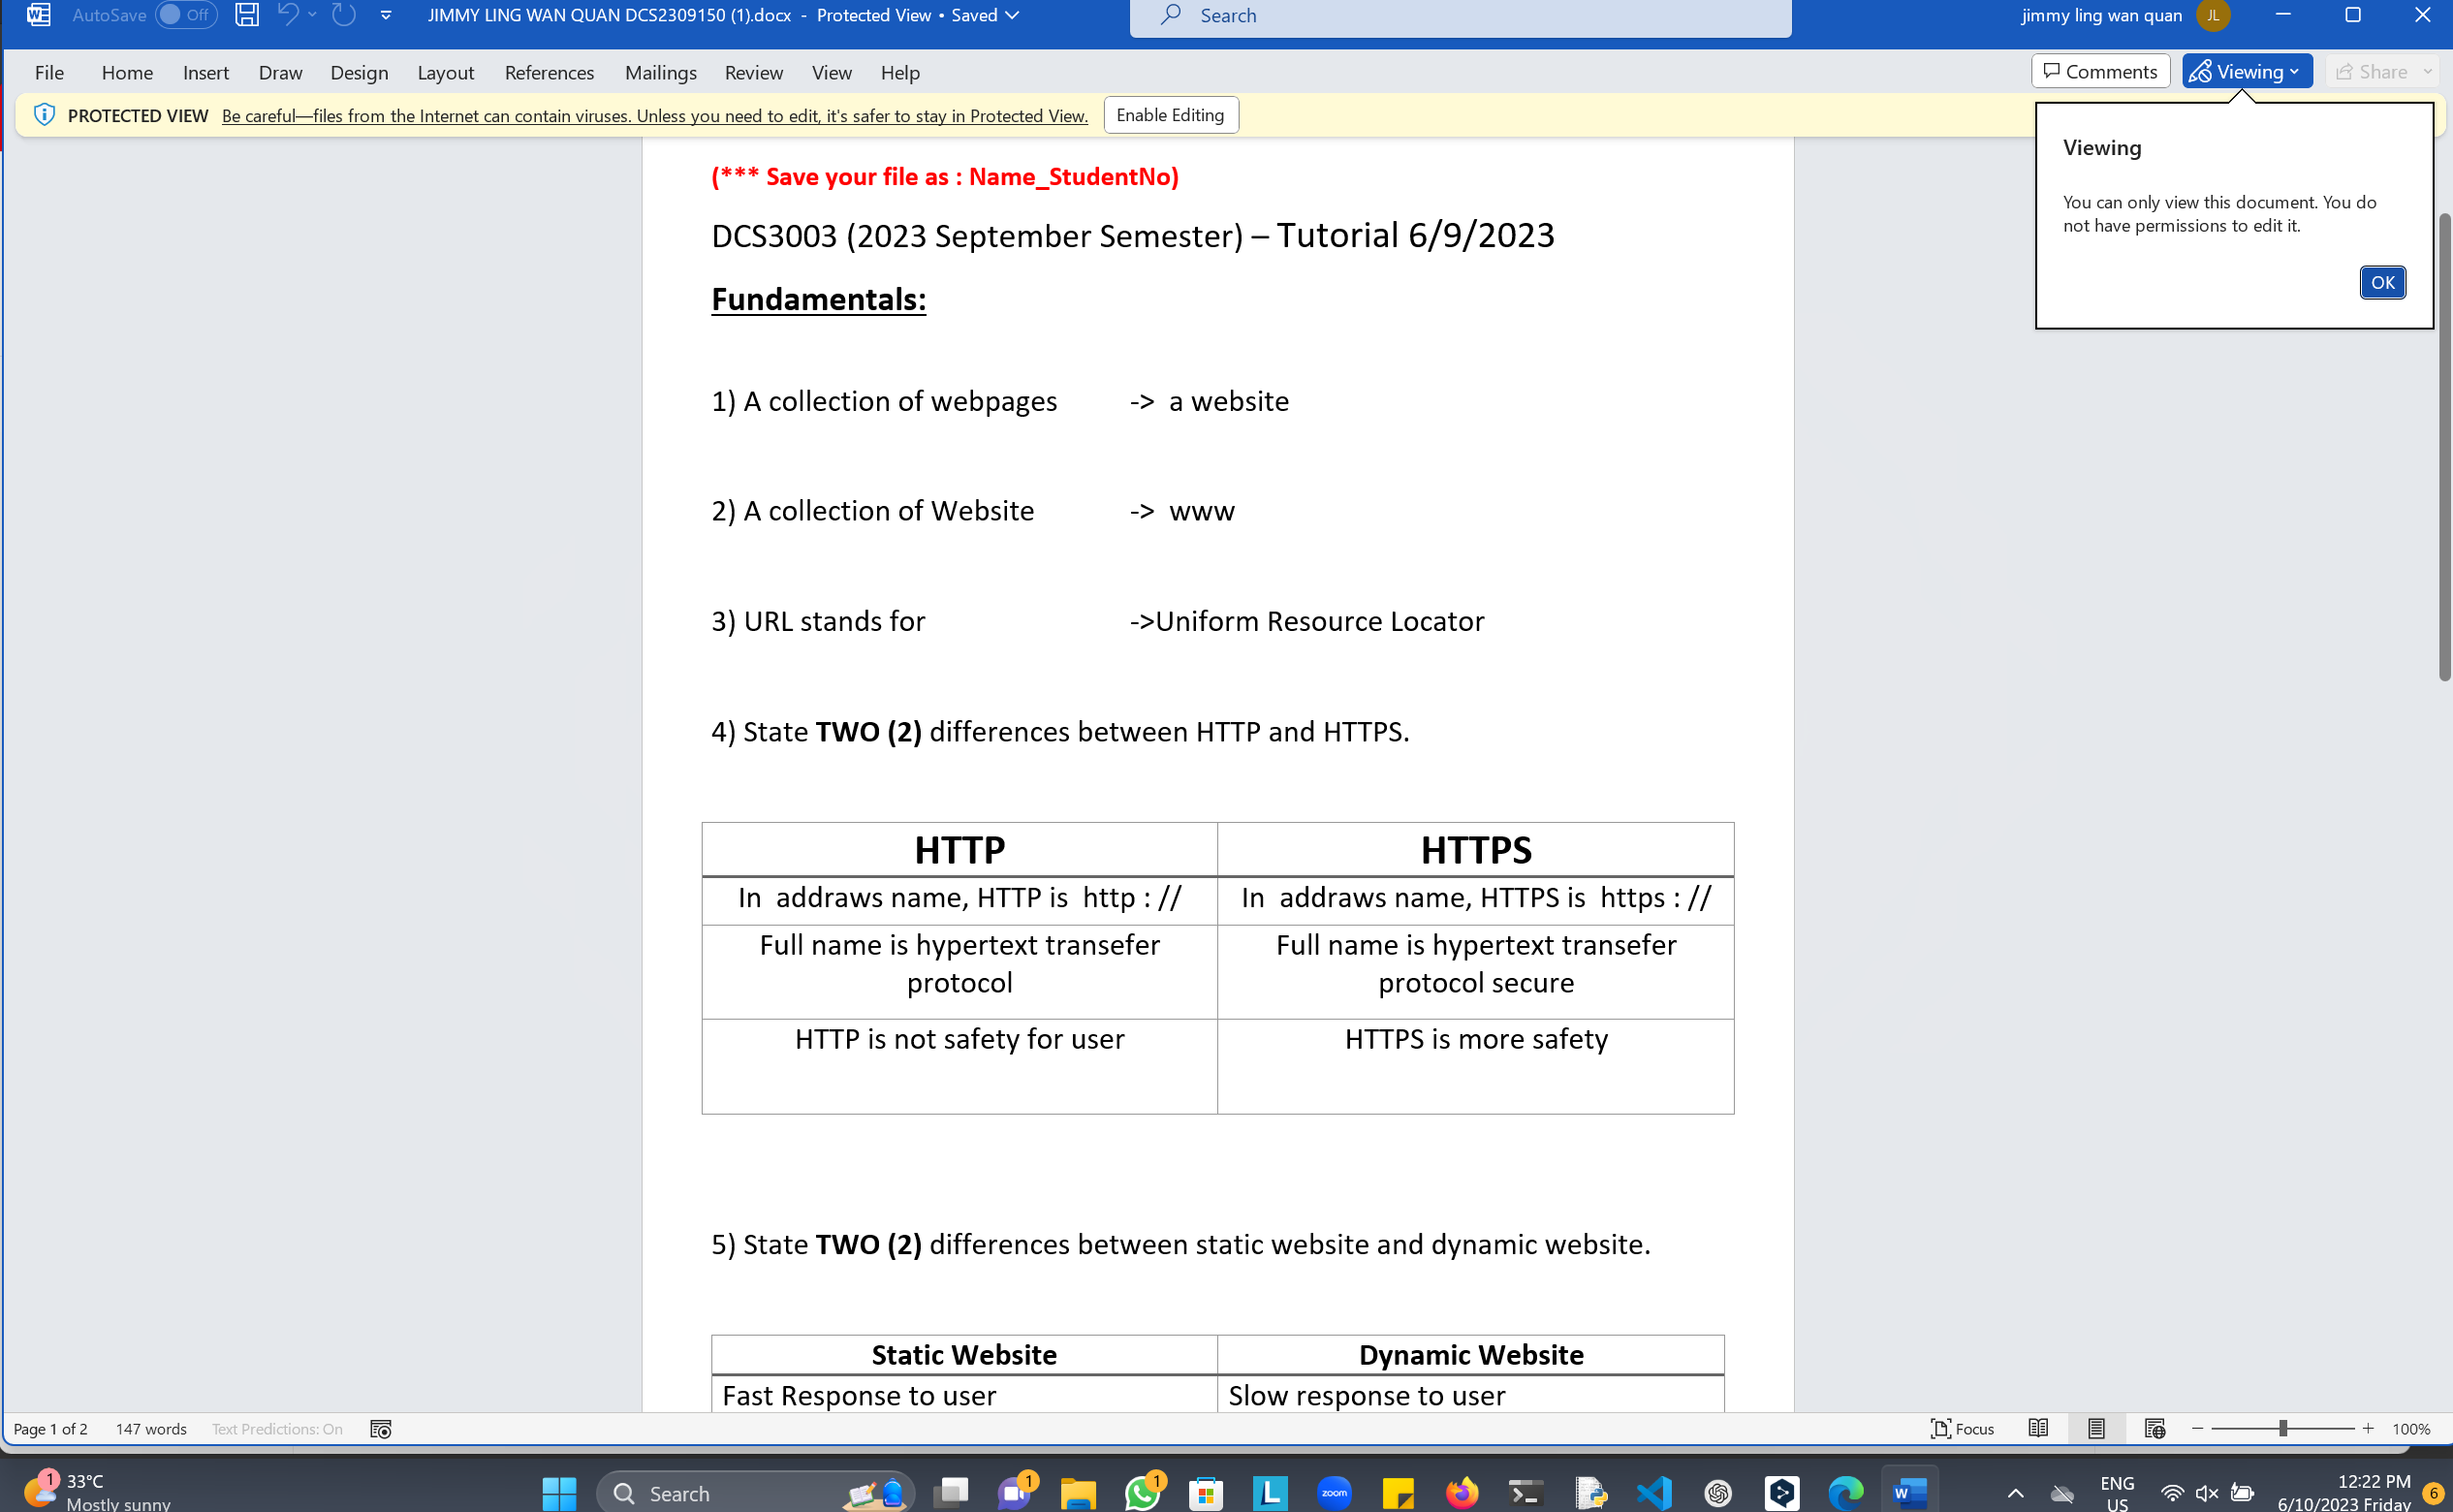 AutoSave Off JIMMY LING WAN QUAN DCS2309150 (1).docx - Protected View • Saved Search jimmy ling wan quan JL
File Home Insert Draw Design Layout References Mailings Review View Help Comments Viewing Share
PROTECTED VIEW Be careful—files from the Internet can contain viruses. Unless you need to edit, it's safer to stay in Protected View. Enable Editing
Viewing
You can only view this document. You do
not have permissions to edit it.
OK
(*** Save your file as : Name_StudentNo)
DCS3003 (2023 September Semester) – Tutorial 6/9/2023
Fundamentals:
1) A collection of webpages -> a website
2) A collection of Website -> www
3) URL stands for ->Uniform Resource Locator
4) State TWO (2) differences between HTTP and HTTPS.
HTTP HTTPS
In addraws name, HTTP is http : // In addraws name, HTTPS is https : //
Full name is hypertext transefer
protocol
Full name is hypertext transefer
protocol secure
HTTP is not safety for user HTTPS is more safety
5) State TWO (2) differences between static website and dynamic website.
Static Website Dynamic Website
Fast Response to user Slow response to user
Page 1 of 2 147 words Text Predictions: On Focus 100%
1 33°C
Mostly sunny
Search 1 1 L zoom W
ENG
US
12:22 PM
6/10/2023 Friday
6